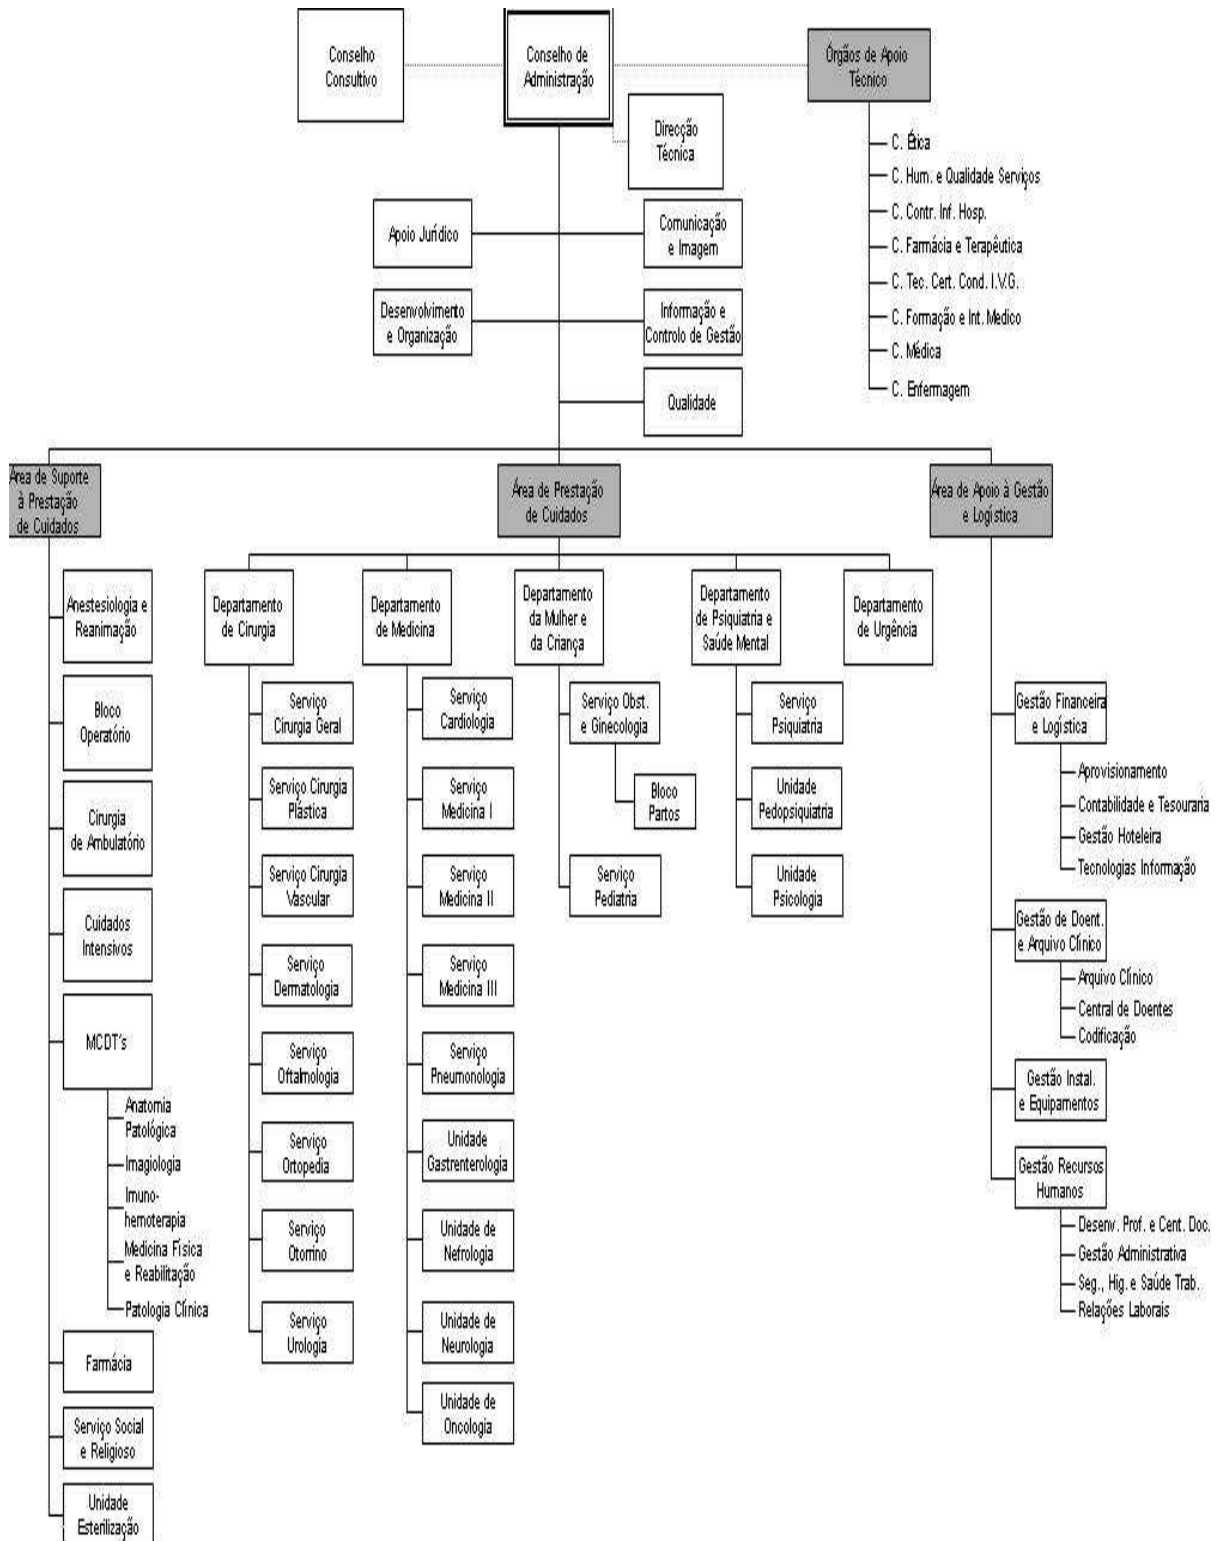 Conselho
Consultivo
Conselho de
Administração
Órgãos de Apoio
Técnico
Direcção
Técnica
C. Ética
C. Hum. e Qualidade Serviços
C. Contr. Inf. Hosp.
C. Farmácia e Terapêutica
C. Tec. Cert. Cond. I.V.G.
C. Formação e Int. Medico
C. Médica
C. Enfermagem
Apoio Jurídico
Comunicação
e Imagem
Desenvolvimento
e Organização
Informação e
Controlo de Gestão
Qualidade
Área de Suporte
à Prestação
de Cuidados
Área de Prestação
de Cuidados
Área de Apoio à Gestão
e Logística
Anestesiologia e
Reanimação
Bloco
Operatório
Cirurgia
de Ambulatório
Cuidados
Intensivos
MCDT´s
Anatomia
Patológica
Imagiologia
Imuno-
hemoterapia
Medicina Física
e Reabilitação
Patologia Clínica
Farmácia
Serviço Social
e Religioso
Unidade
Esterilização
Departamento
de Cirurgia
Serviço
Cirurgia Geral
Serviço Cirurgia
Plástica
Serviço Cirurgia
Vascular
Serviço
Dermatologia
Serviço
Oftalmologia
Serviço
Ortopedia
Serviço
Otorrino
Serviço
Urologia
Departamento
de Medicina
Serviço
Cardiologia
Serviço
Medicina I
Serviço
Medicina II
Serviço
Medicina III
Serviço
Pneumonologia
Unidade
Gastrenterologia
Unidade de
Nefrologia
Unidade de
Neurologia
Unidade de
Oncologia
Departamento
da Mulher e
da Criança
Serviço Obst.
e Ginecologia
Bloco
Partos
Serviço
Pediatria
Departamento
de Psiquiatria e
Saúde Mental
Serviço
Psiquiatria
Unidade
Pedopsiquiatria
Unidade
Psicologia
Departamento
de Urgência
Gestão Financeira
e Logística
Aprovisionamento
Contabilidade e Tesouraria
Gestão Hoteleira
Tecnologias Informação
Gestão de Doent.
e Arquivo Clínico
Arquivo Clínico
Central de Doentes
Codificação
Gestão Instal.
e Equipamentos
Gestão Recursos
Humanos
Desenv. Prof. e Cent. Doc.
Gestão Administrativa
Seg., Hig. e Saúde Trab.
Relações Laborais